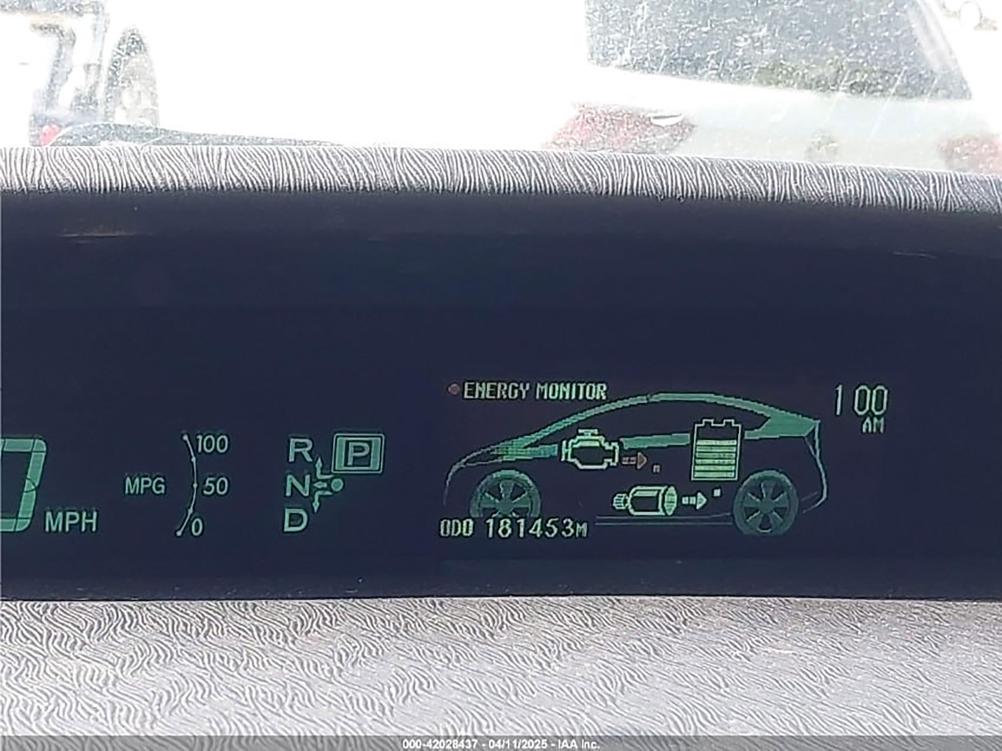 ENERGY MONITOR
1:00
AM
100
MPG
50
0
R
P
N
D
0
MPH
ODO 181453M
000-42028437 - 04/11/2025 - IAA Inc.